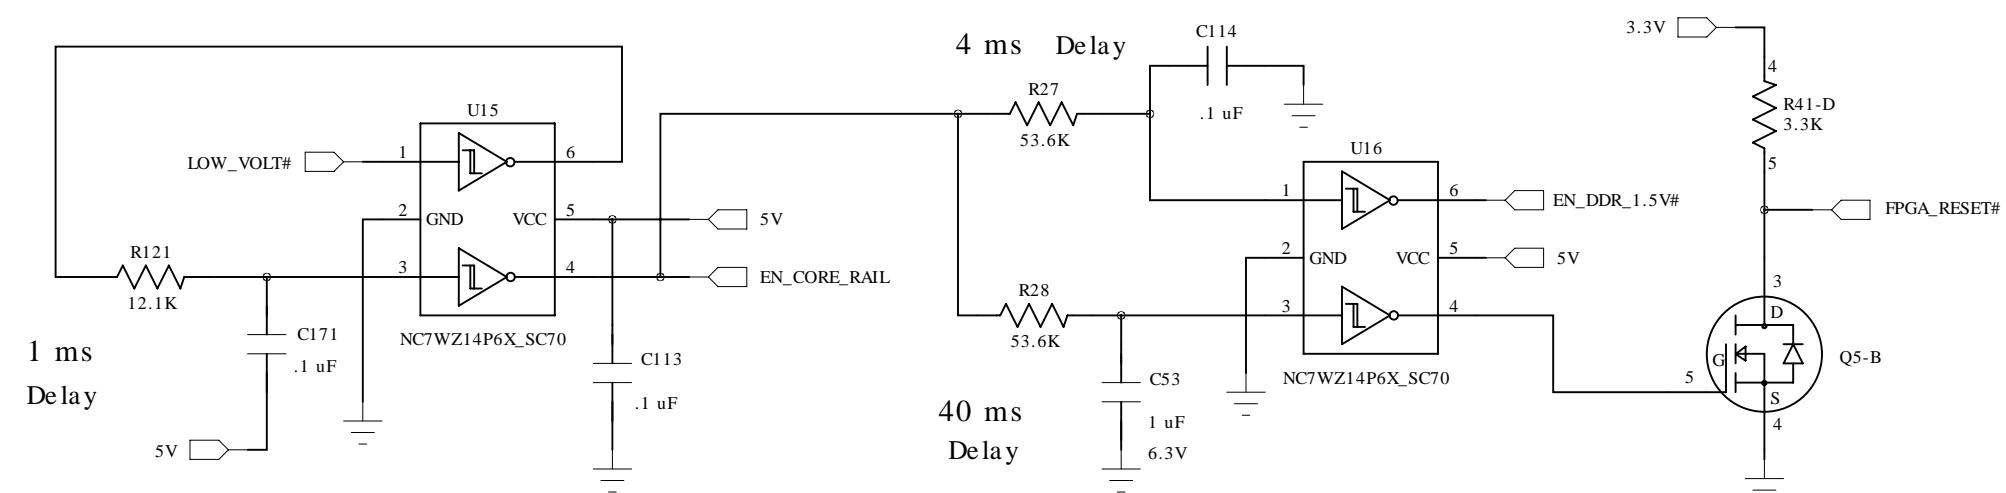 3.3V
4 ms Delay
C114
.1 uF
4
R41-D
3.3K
5
R27
53.6K
U15
LOW_VOLT#
1
6
2
GND
VCC
5
5V
R121
12.1K
3
4
EN_CORE_RAIL
NC7WZ14P6X_SC70
C171
.1 uF
1 ms
Delay
5V
C113
.1 uF
U16
1
6
EN_DDR_1.5V#
2
GND
VCC
5
5V
R28
53.6K
3
4
NC7WZ14P6X_SC70
C53
1 uF
6.3V
40 ms
Delay
FPGA_RESET#
3
D
G
Q5-B
5
S
4